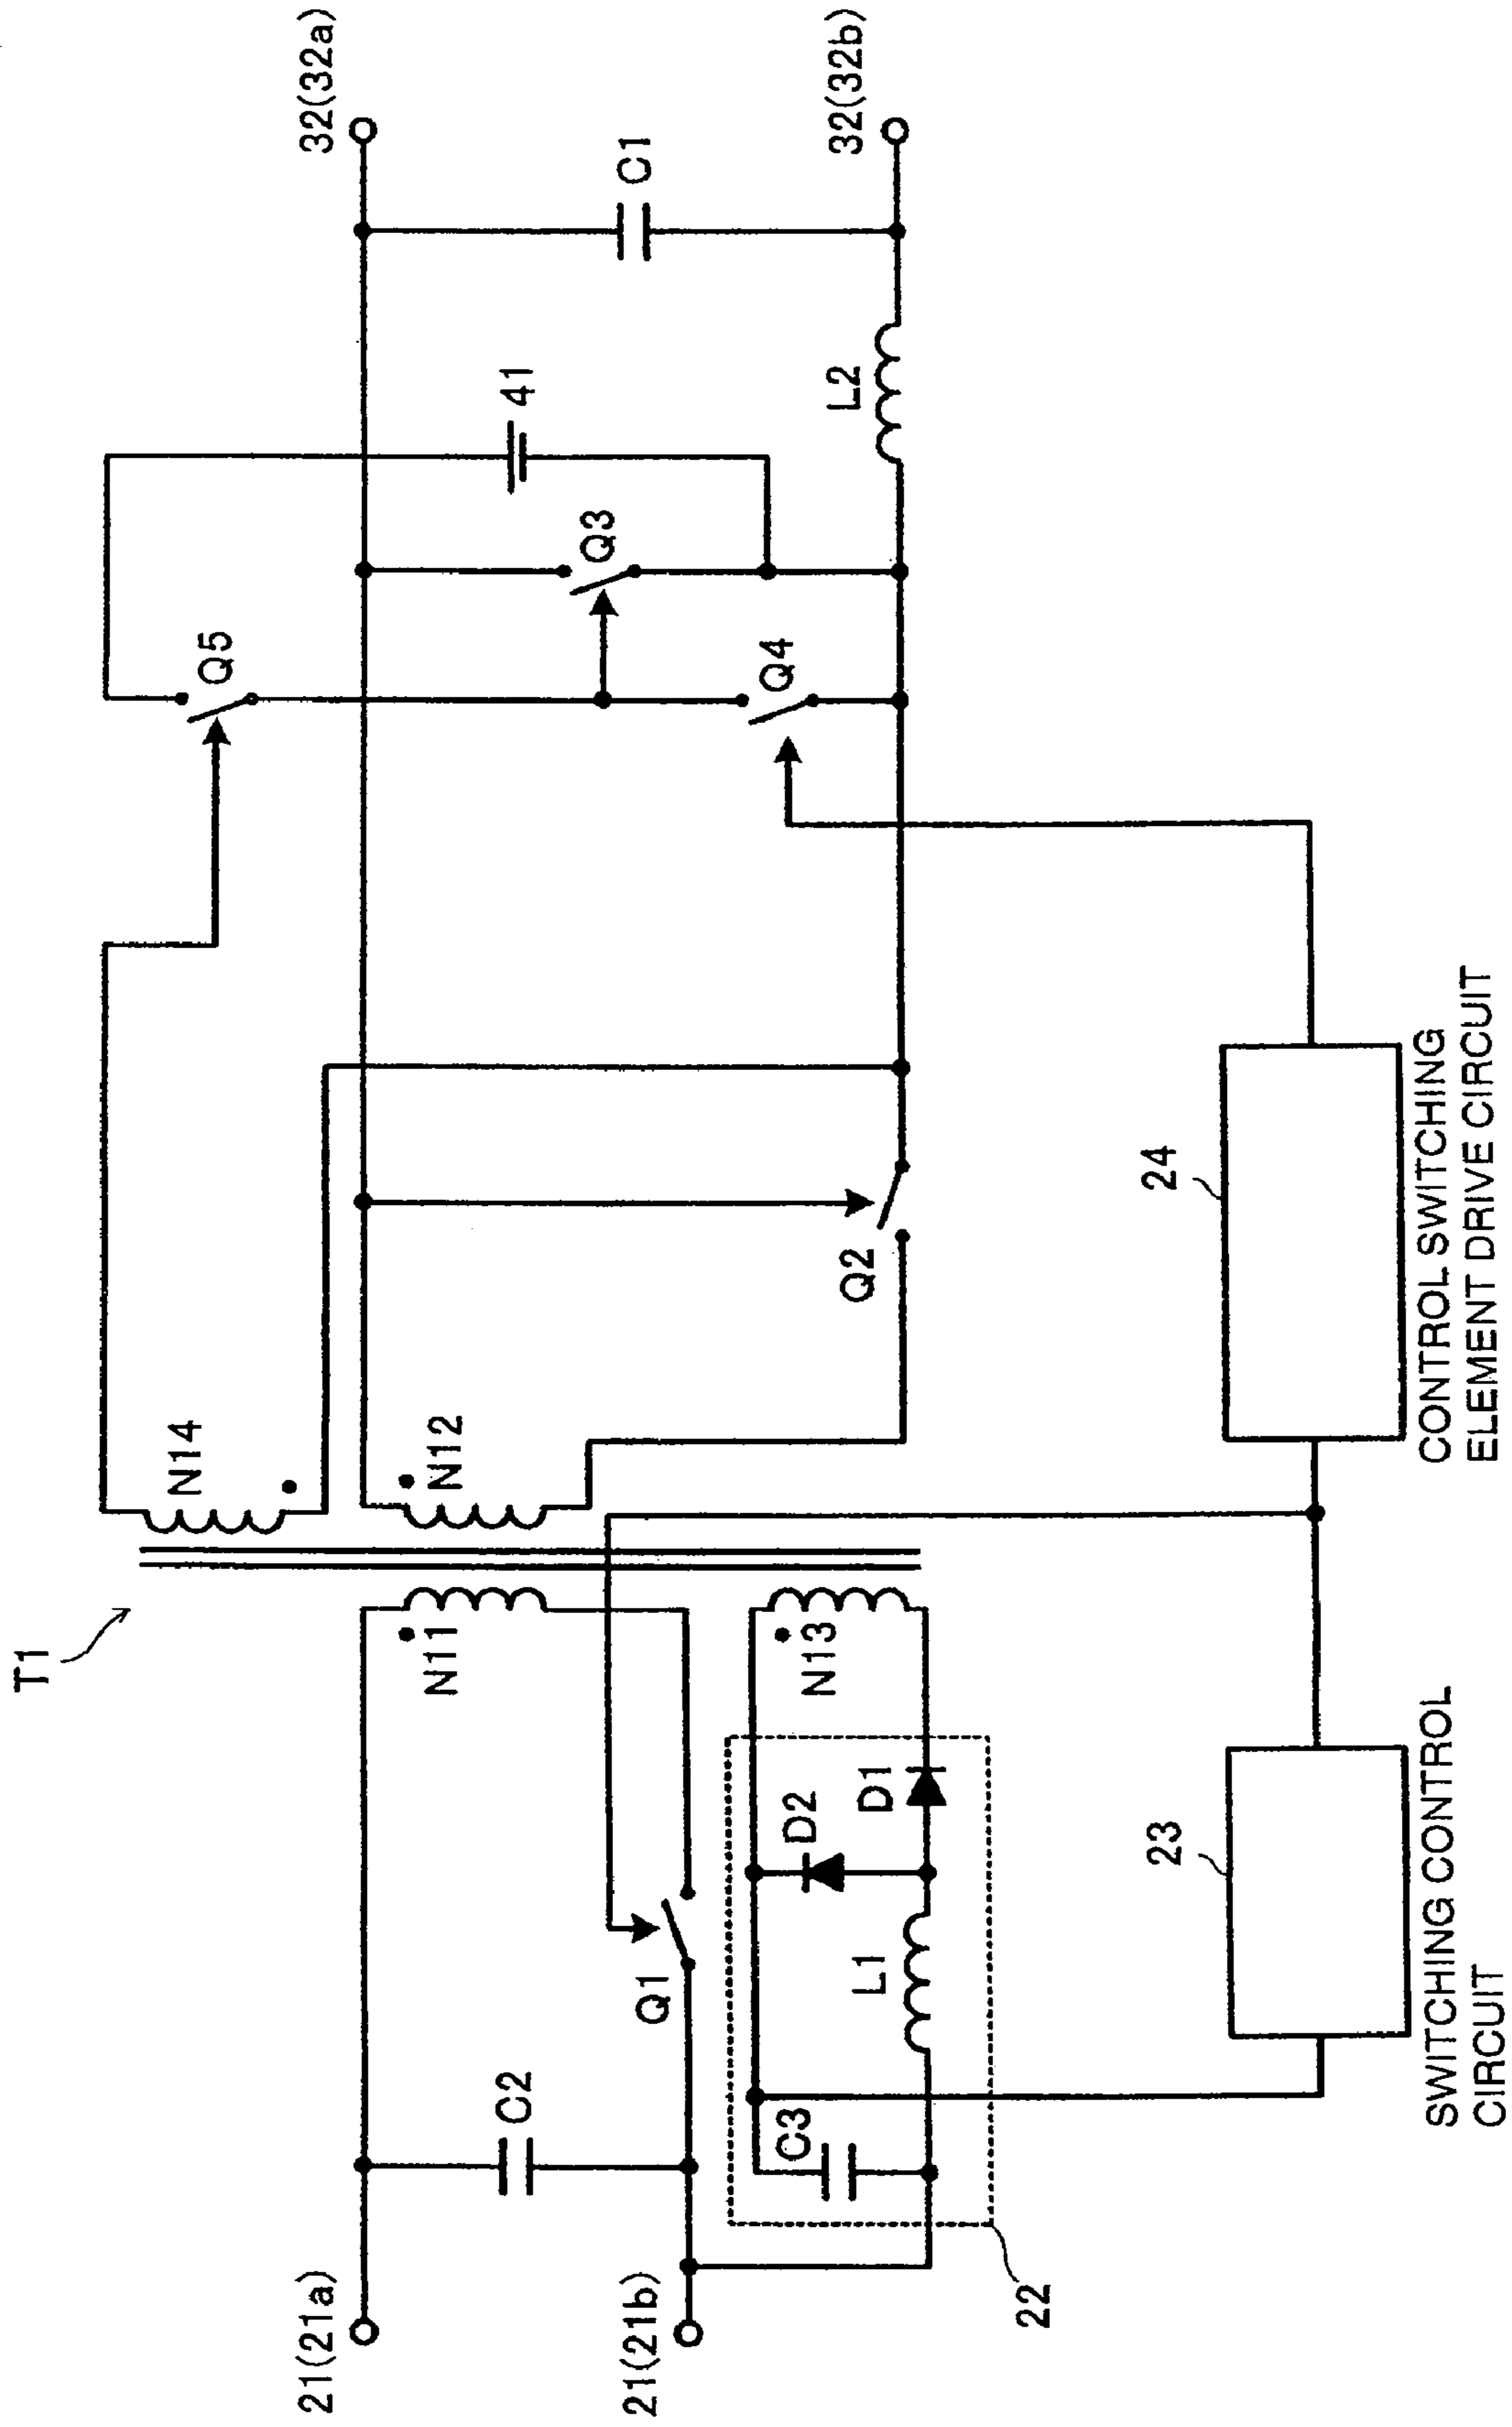 T1
21(21a)
21(21b)
C2
Q1
N11
N12
N13
N14
C3
L1
D2
D1
22
Q2
Q5
Q3
Q4
41
L2
C1
32(32a)
32(32b)
23
SWITCHING CONTROL
CIRCUIT
24
CONTROL SWITCHING
ELEMENT DRIVE CIRCUIT